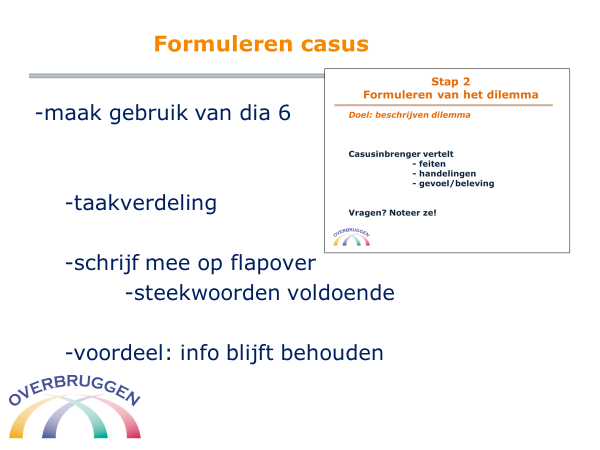 Formuleren casus
-maak gebruik van dia 6
-taakverdeling
-schrijf mee op flapover
-steekwoorden voldoende
-voordeel: info blijft behouden
OVERBRUGGEN
Stap 2
Formuleren van het dilemma
Doel: beschrijven dilemma
Casusinbrenger vertelt
- feiten
- handelingen
- gevoel/beleving
Vragen? Noteer ze!
OVERBRUGGEN